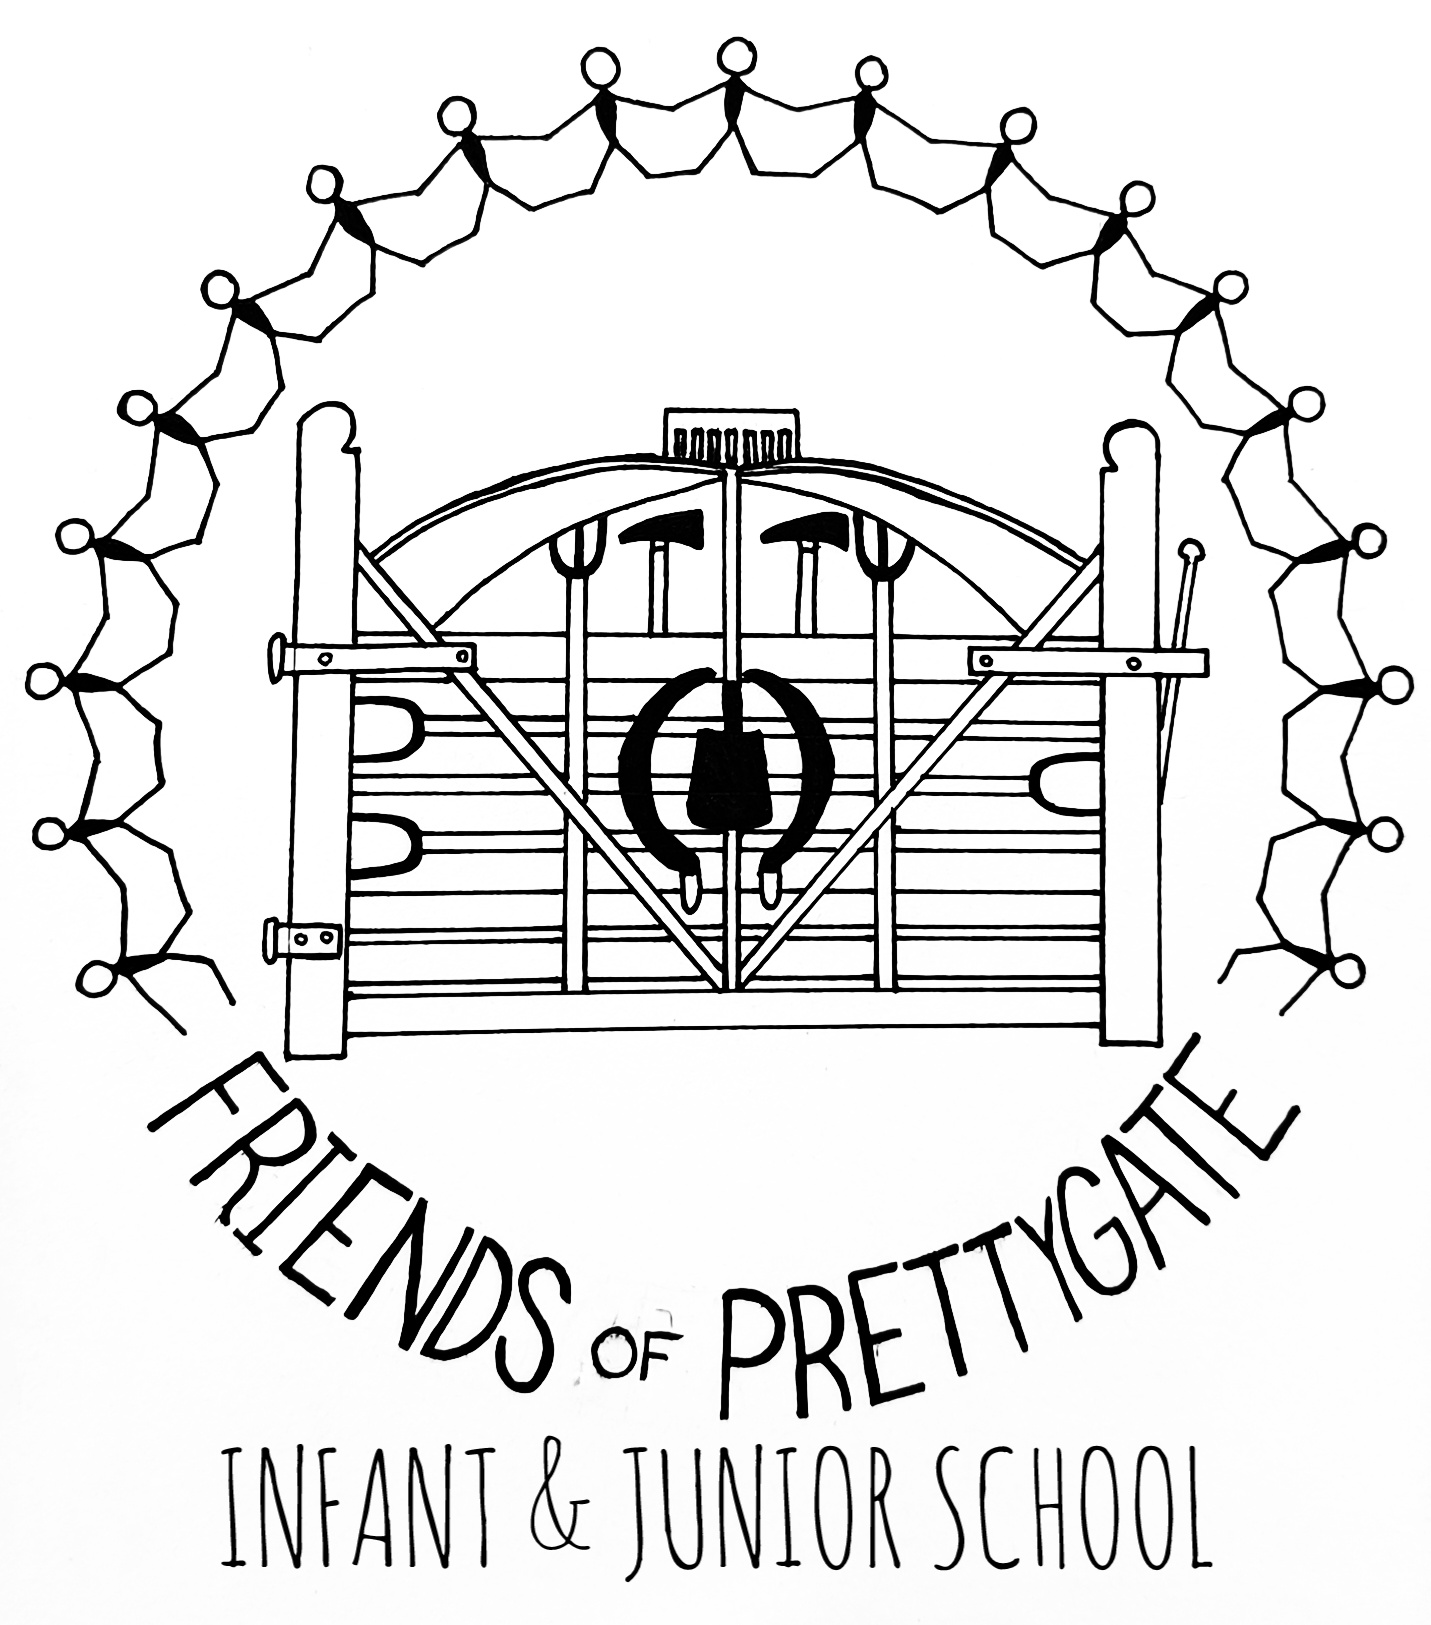 FRIENDS OF PRETTYGATE
INFANT & JUNIOR SCHOOL